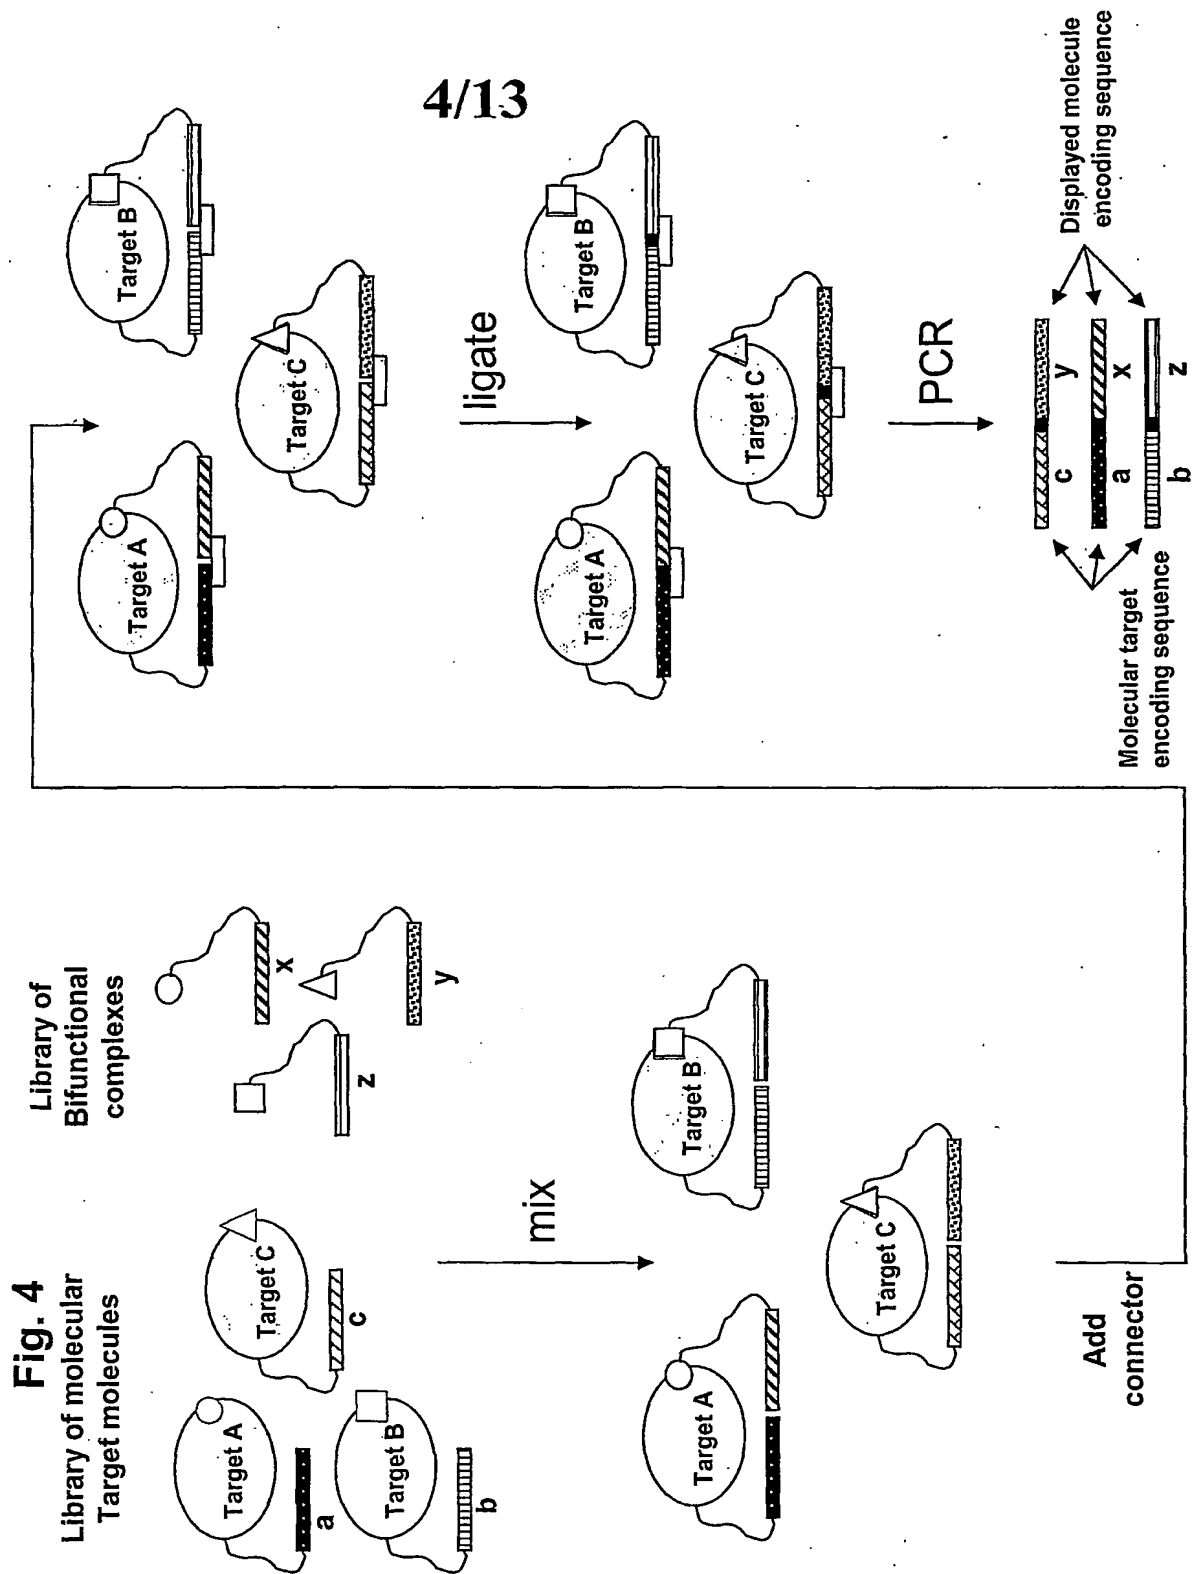 4/13
Fig. 4
Library of molecular
Target molecules
Library of
Bifunctional
complexes
Target A
a
Target B
b
Target C
c
z
x
y
mix
Target A
Target B
Target C
Add
connector
Target A
Target B
Target C
ligate
Target A
Target B
Target C
PCR
c y
a x
b z
Molecular target
encoding sequence
Displayed molecule
encoding sequence